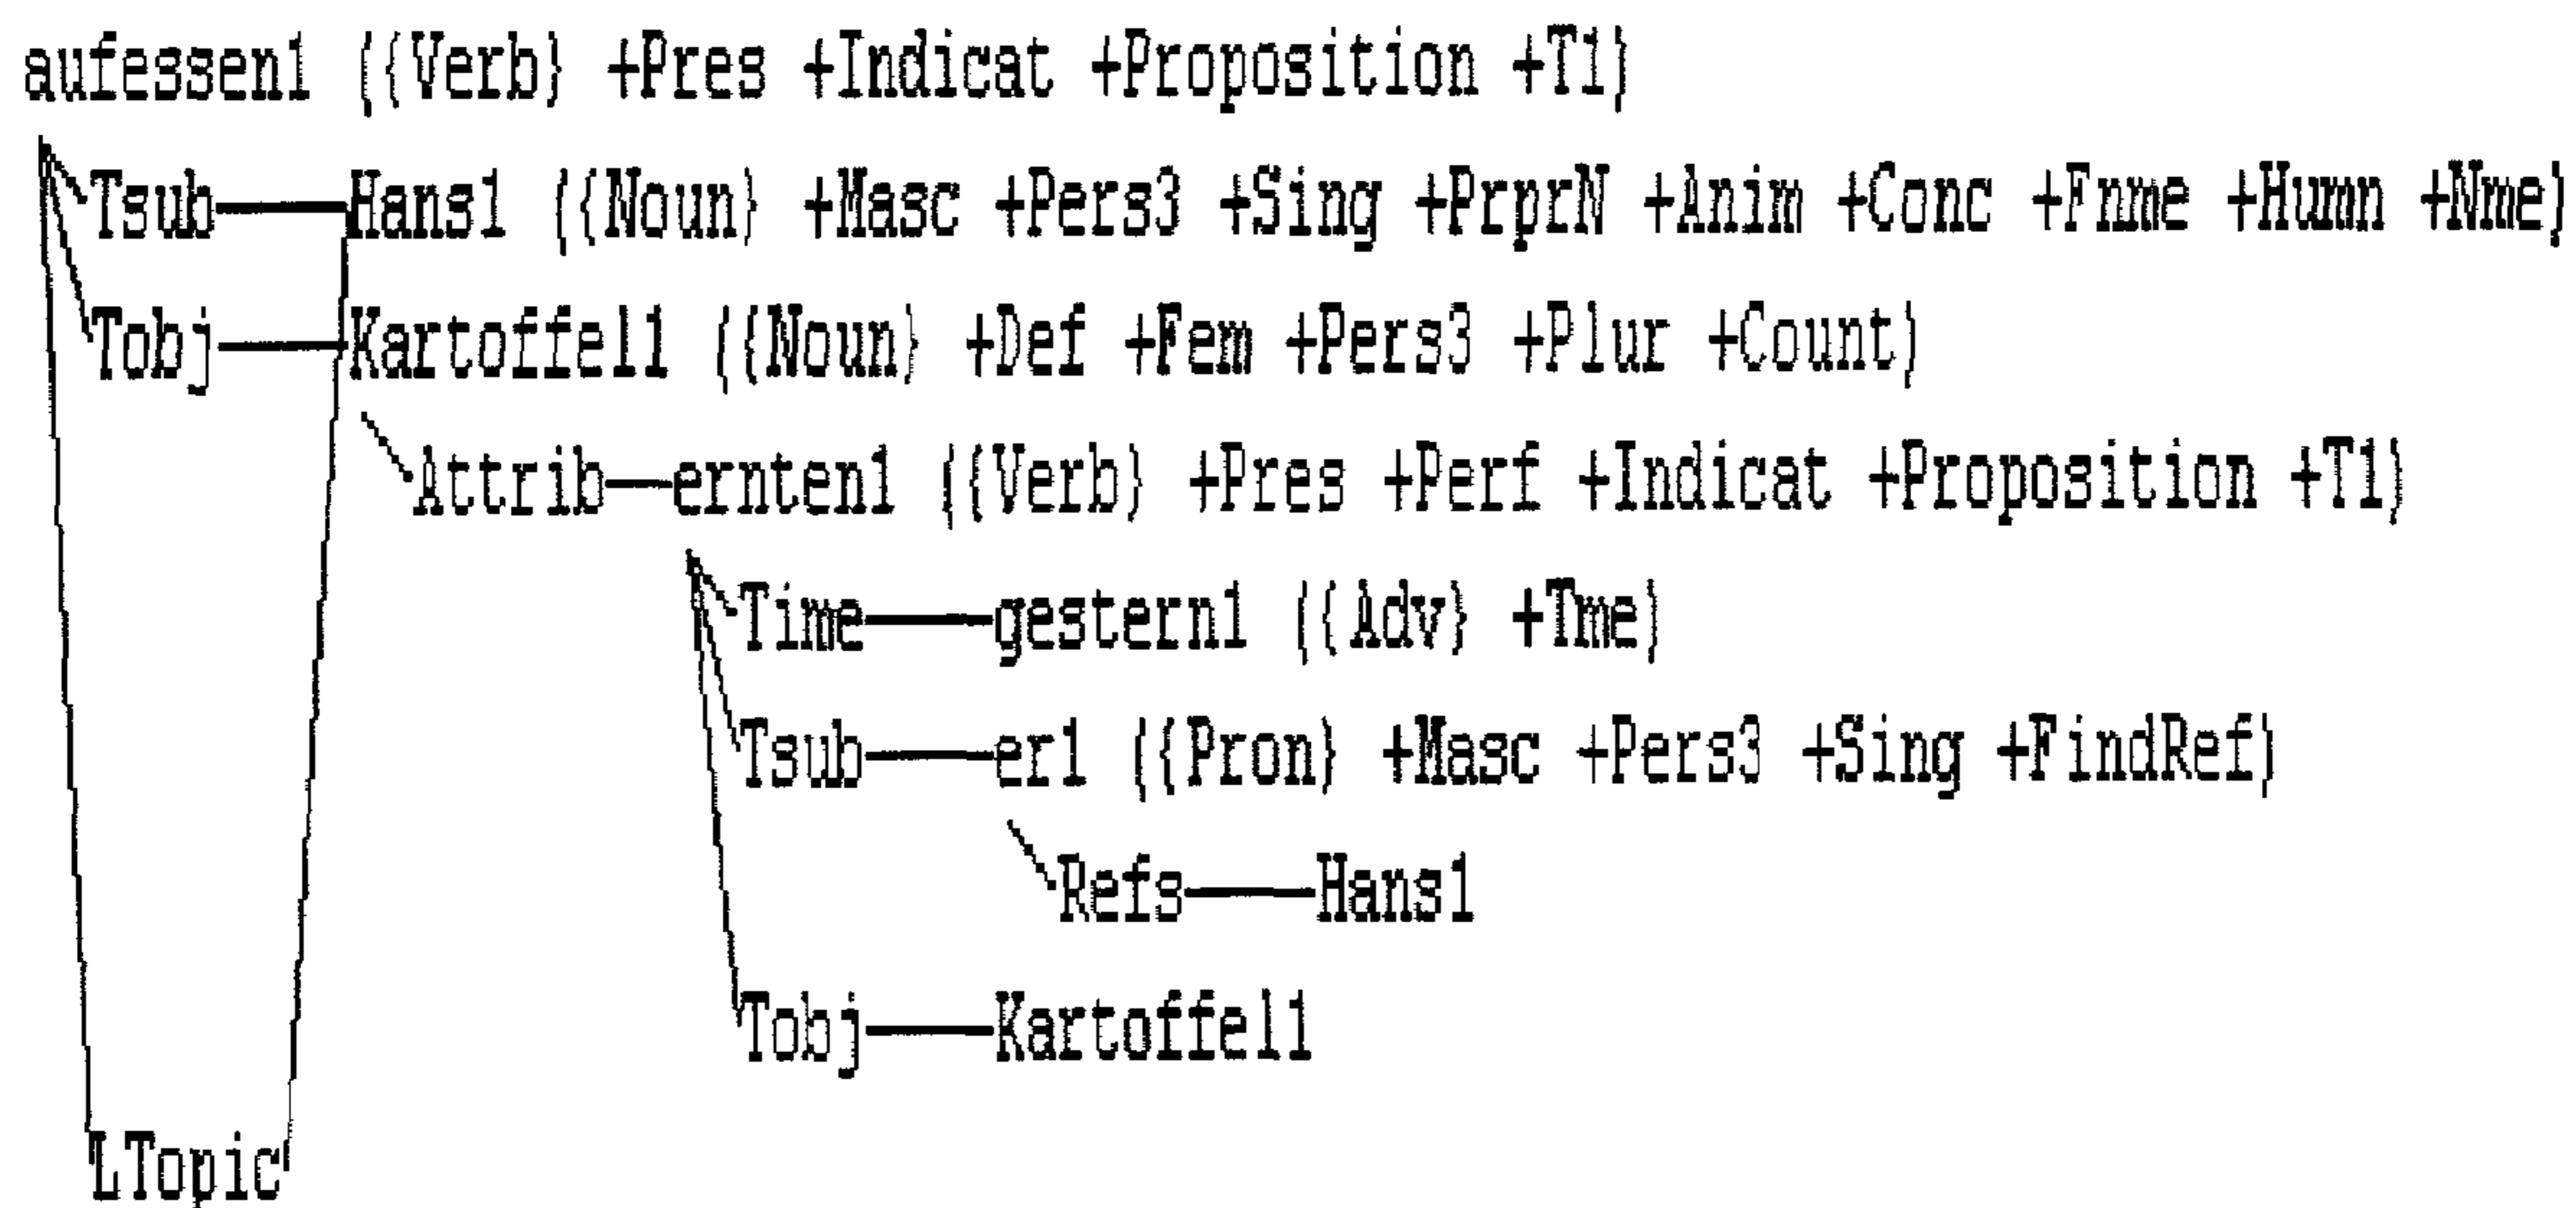 aufessen1 ({Verb} +Pres +Indicat +Proposition +T1)
Tsub Hans1 ({Noun} +Masc +Pers3 +Sing +PrprN +Anim +Conc +Fnme +Humn +Nme)
Tobj Kartoffel1 ({Noun} +Def +Fem +Pers3 +Plur +Count)
Attrib ernten1 ({Verb} +Pres +Perf +Indicat +Proposition +T1)
Time gestern1 ({Adv} +Tme)
Tsub er1 ({Pron} +Masc +Pers3 +Sing +FindRef)
Refs Hans1
Tobj Kartoffel1
LTopic